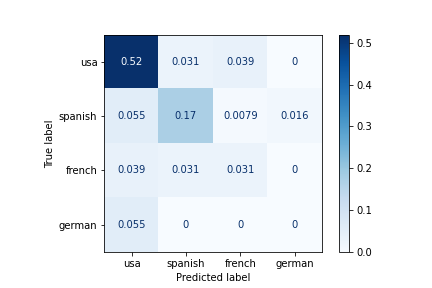 usa 0.52 0.031 0.039 0
spanish 0.055 0.17 0.0079 0.016
french 0.039 0.031 0.031 0
german 0.055 0 0 0
usa spanish french german
Predicted label
True label
0.5
0.4
0.3
0.2
0.1
0.0